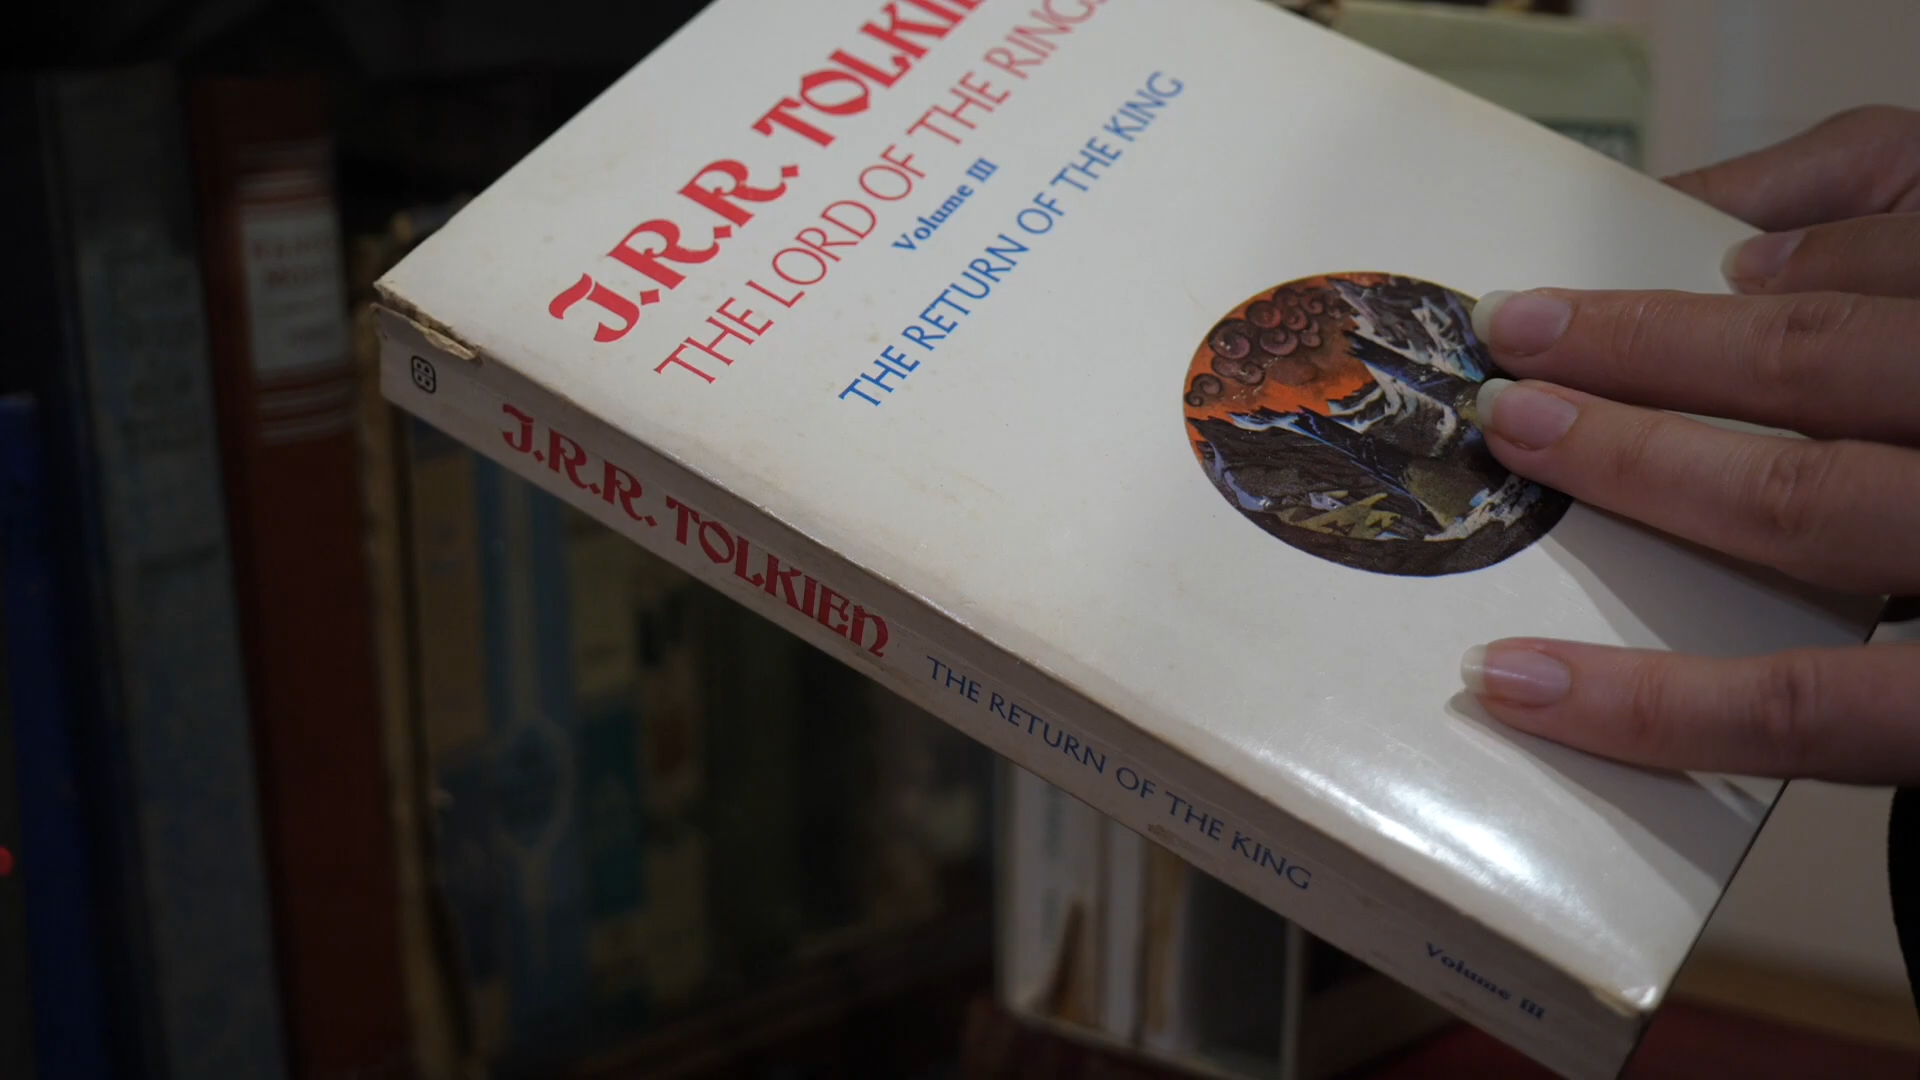 J.R.R. TOLKIEN
THE LORD OF THE RINGS
Volume III
THE RETURN OF THE KING
J.R.R. TOLKIEN
THE RETURN OF THE KING
Volume III